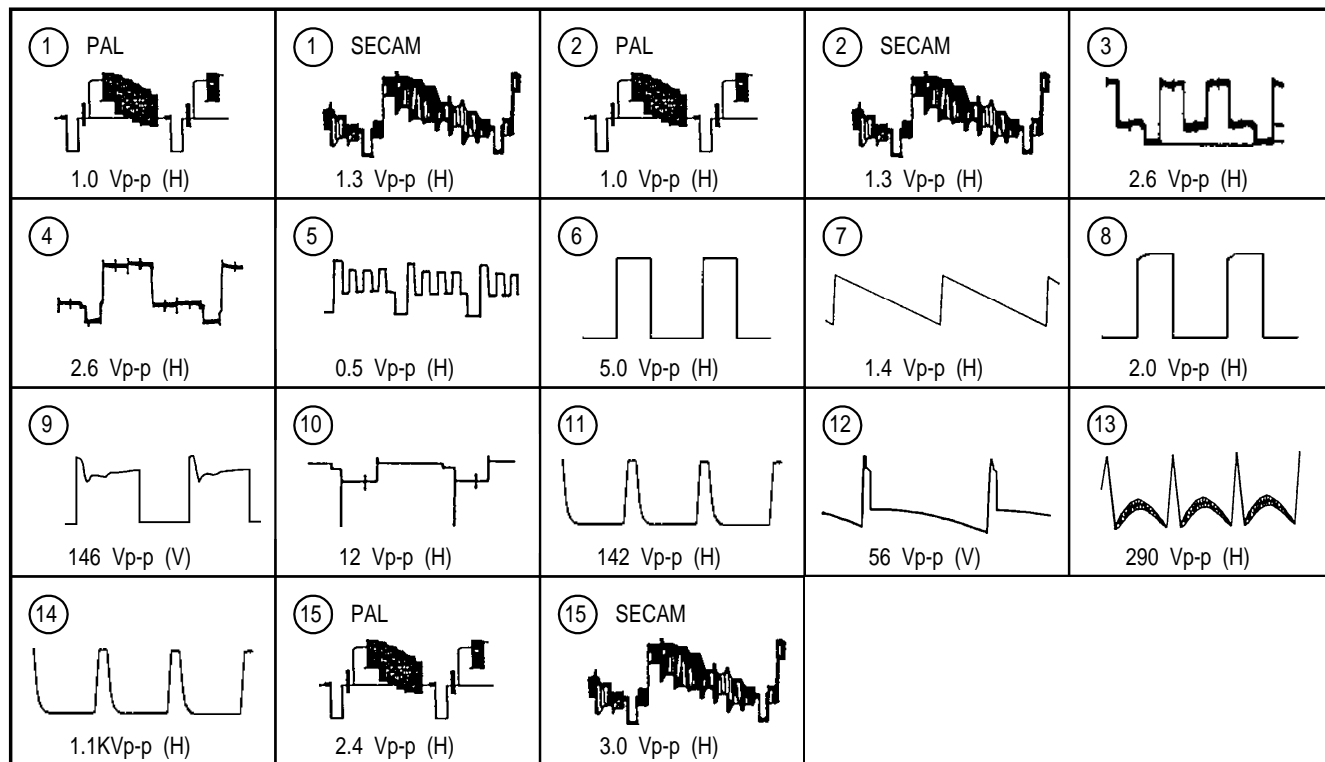 1 PAL
1.0 Vp-p (H)
1 SECAM
1.3 Vp-p (H)
2 PAL
1.0 Vp-p (H)
2 SECAM
1.3 Vp-p (H)
3
2.6 Vp-p (H)
4
2.6 Vp-p (H)
5
0.5 Vp-p (H)
6
5.0 Vp-p (H)
7
1.4 Vp-p (H)
8
2.0 Vp-p (H)
9
146 Vp-p (V)
10
12 Vp-p (H)
11
142 Vp-p (H)
12
56 Vp-p (V)
13
290 Vp-p (H)
14
1.1KVp-p (H)
15 PAL
2.4 Vp-p (H)
15 SECAM
3.0 Vp-p (H)